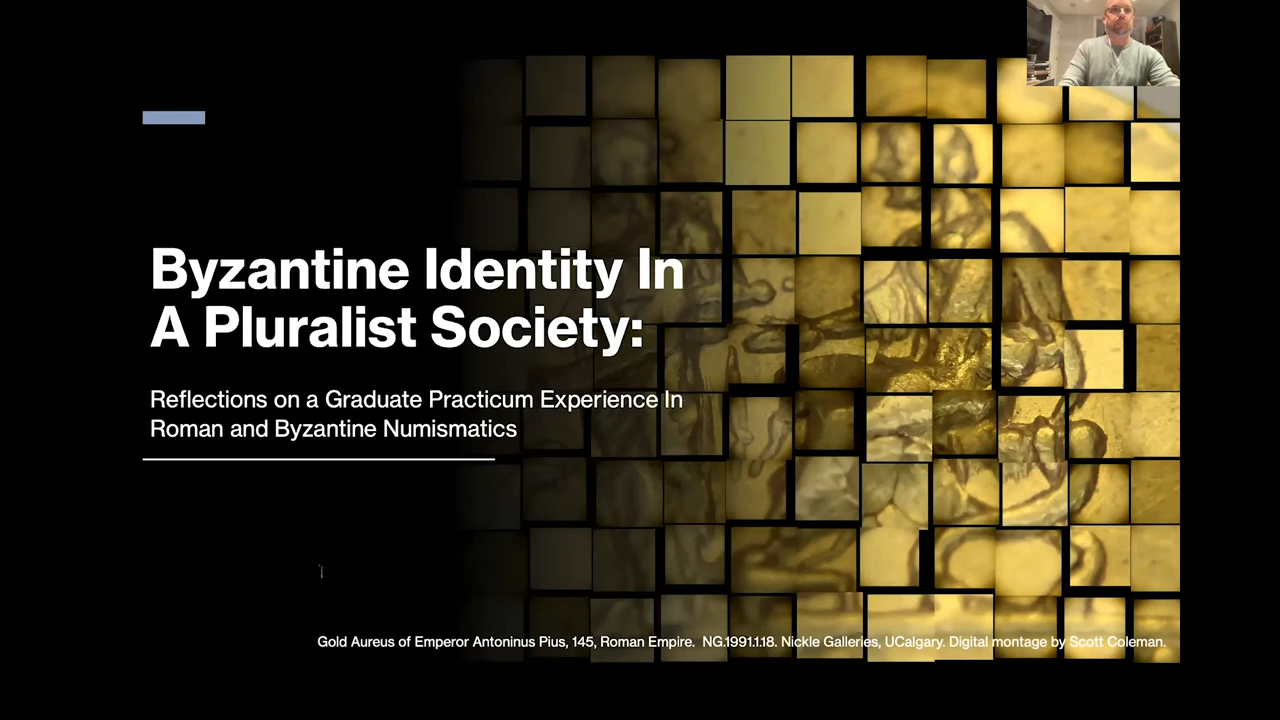 Byzantine Identity In
A Pluralist Society:
Reflections on a Graduate Practicum Experience In
Roman and Byzantine Numismatics
Gold Aureus of Emperor Antoninus Pius, 145, Roman Empire.  NG.1991.1.18. Nickle Galleries, UCalgary. Digital montage by Scott Coleman.